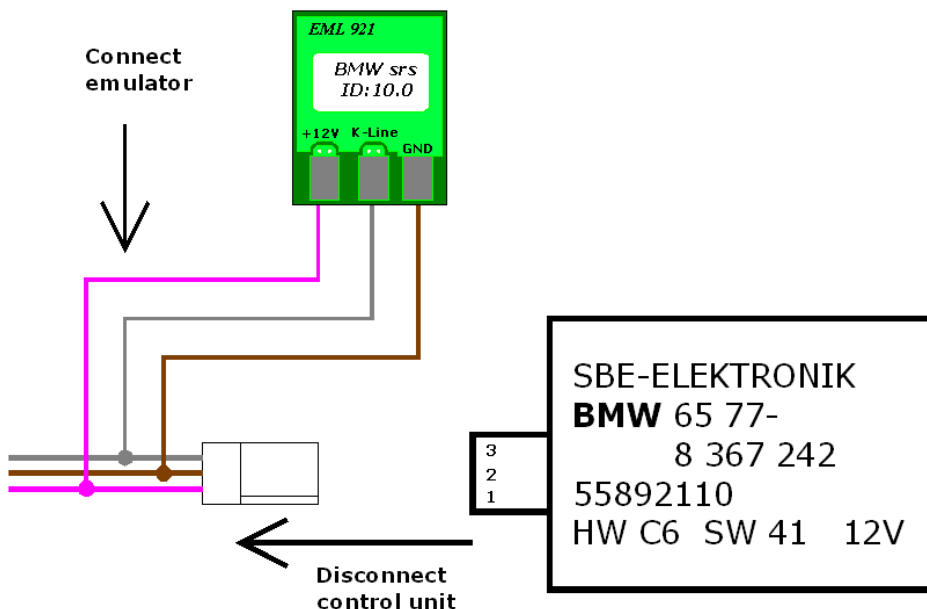 EML 921
BMW srs
ID:10.0
+12V K-Line GND
Connect
emulator
SBE-ELEKTRONIK
BMW 65 77-
8 367 242
55892110
HW C6 SW 41 12V
3
2
1
Disconnect
control unit